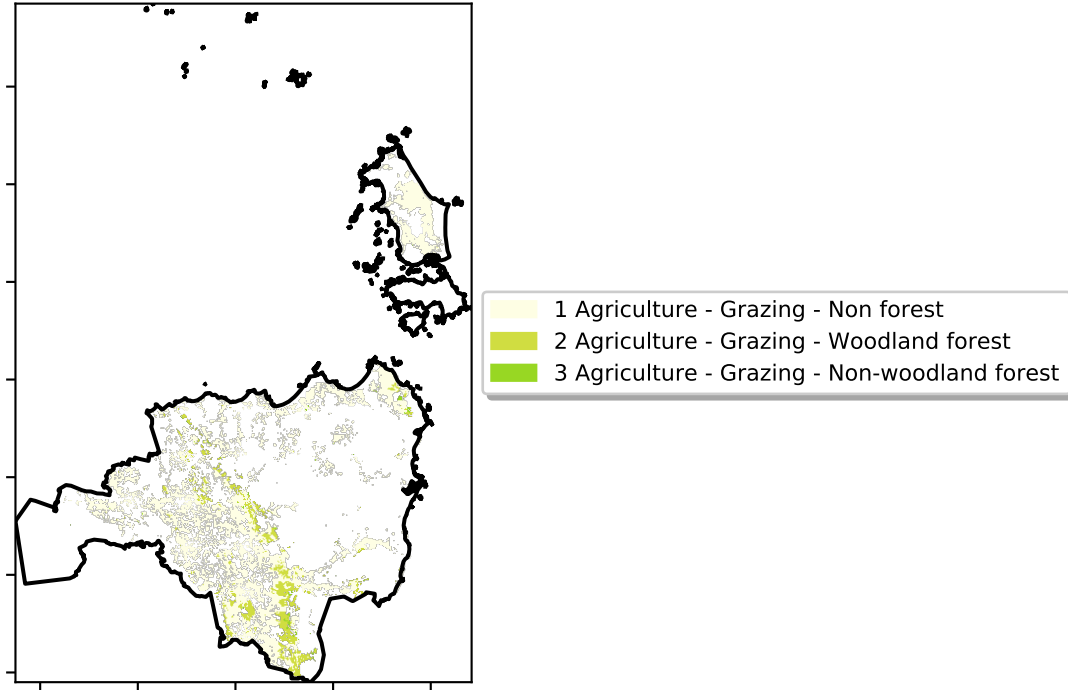 1 Agriculture - Grazing - Non forest
2 Agriculture - Grazing - Woodland forest
3 Agriculture - Grazing - Non-woodland forest